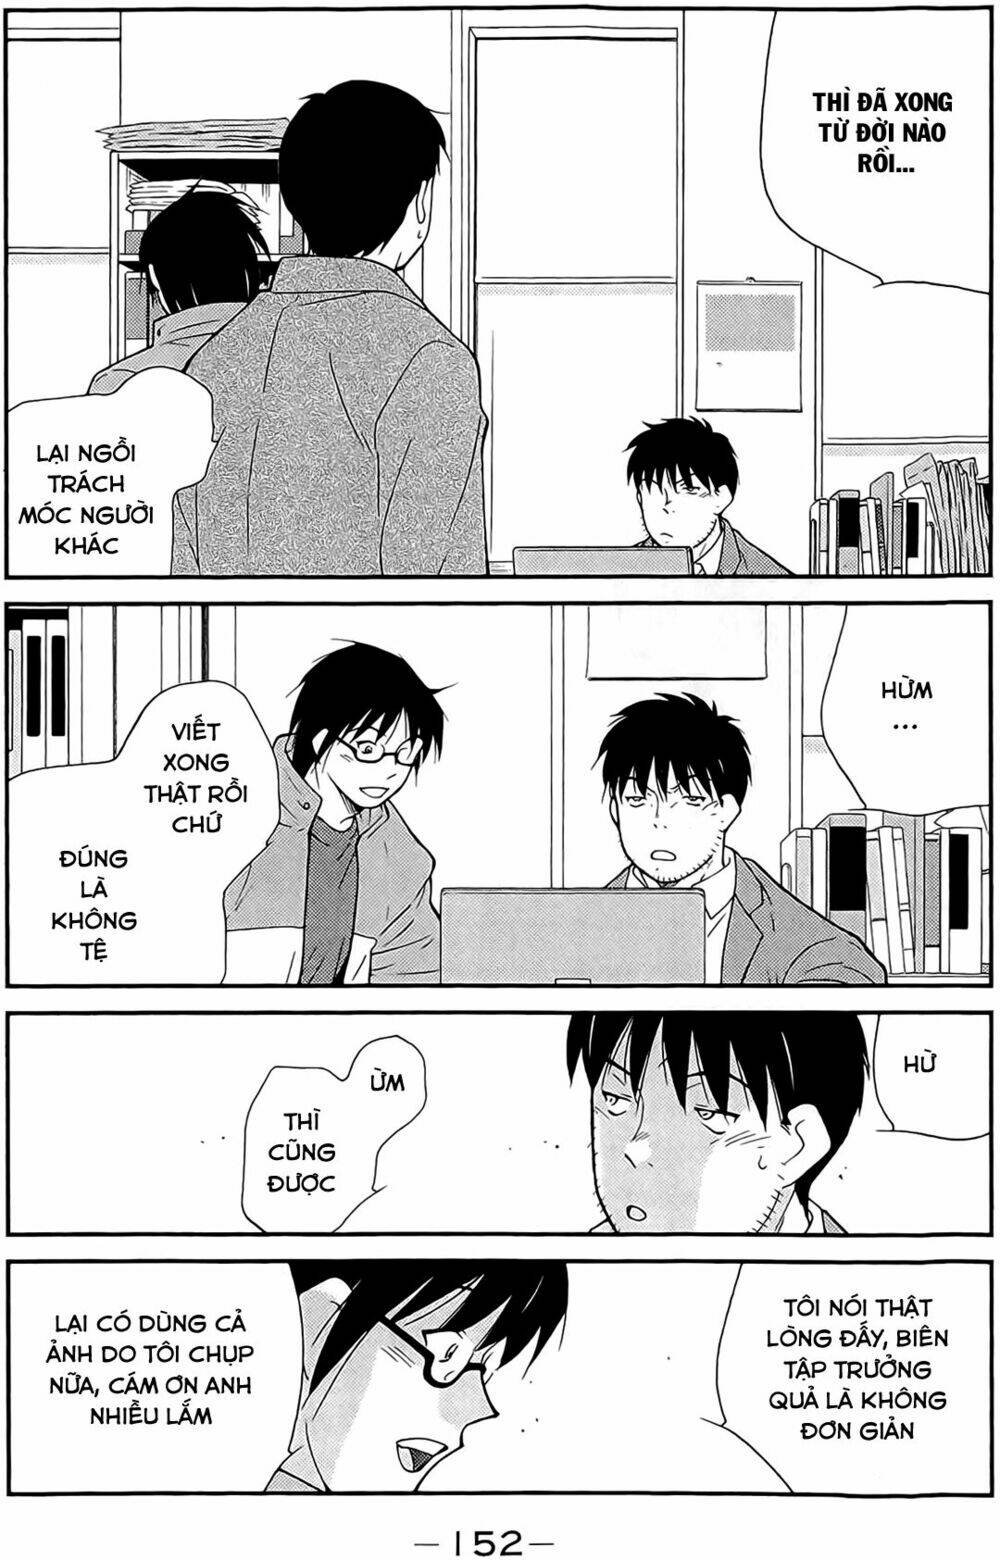 THÌ ĐÃ XONG
TỪ ĐỜI NÀO
RỒI...
LẠI NGỒI
TRÁCH
MÓC NGƯỜI
KHÁC
HỪM
...
VIẾT
XONG
THẬT RỒI
CHỨ
ĐÚNG
LÀ
KHÔNG
TỆ
HỪ
ỪM
THÌ
CŨNG
ĐƯỢC
TÔI NÓI THẬT
LÒNG ĐẤY, BIÊN
TẬP TRƯỞNG
QUẢ LÀ KHÔNG
ĐƠN GIẢN
LẠI CÓ DÙNG CẢ
ẢNH DO TÔI CHỤP
NỮA, CÁM ƠN ANH
NHIỀU LẮM
—152—